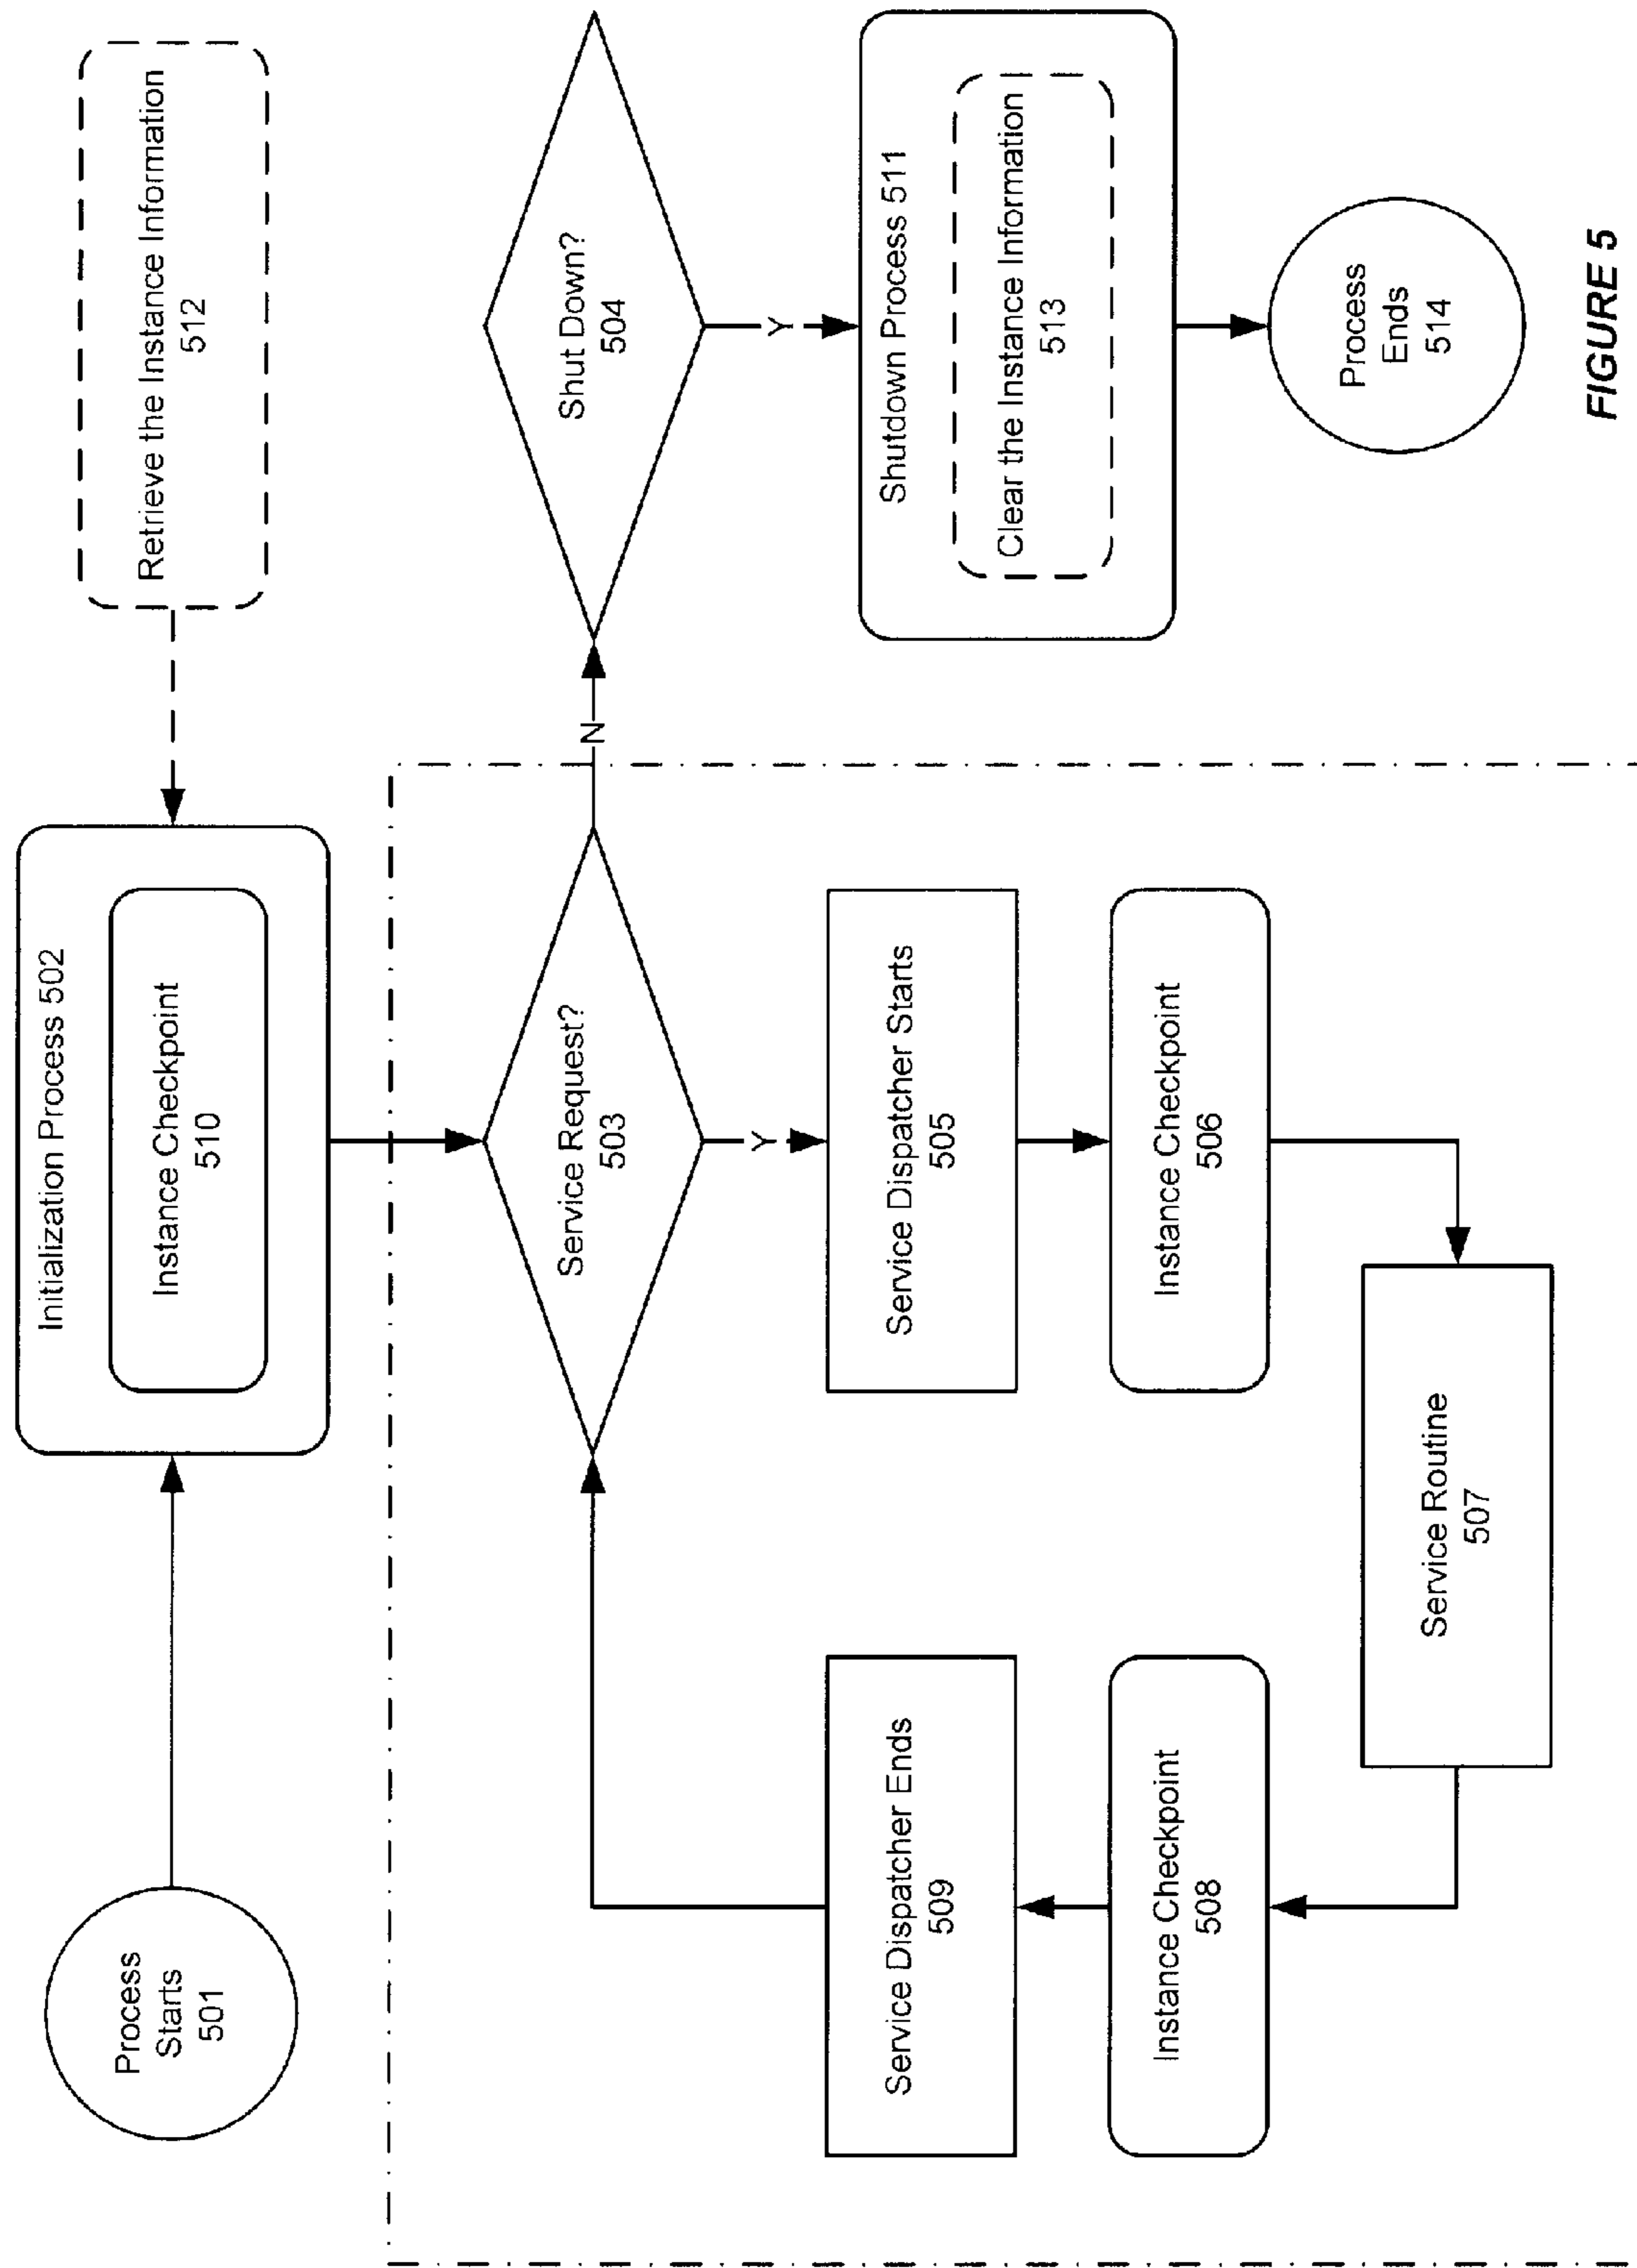 Process
Starts
501
Initialization Process 502
Instance Checkpoint
510
Retrieve the Instance Information
512
Service Request?
503
N
Shut Down?
504
Y
Y
Service Dispatcher Ends
509
Service Dispatcher Starts
505
Shutdown Process 511
Clear the Instance Information
513
Instance Checkpoint
508
Instance Checkpoint
506
Service Routine
507
Process
Ends
514
FIGURE 5